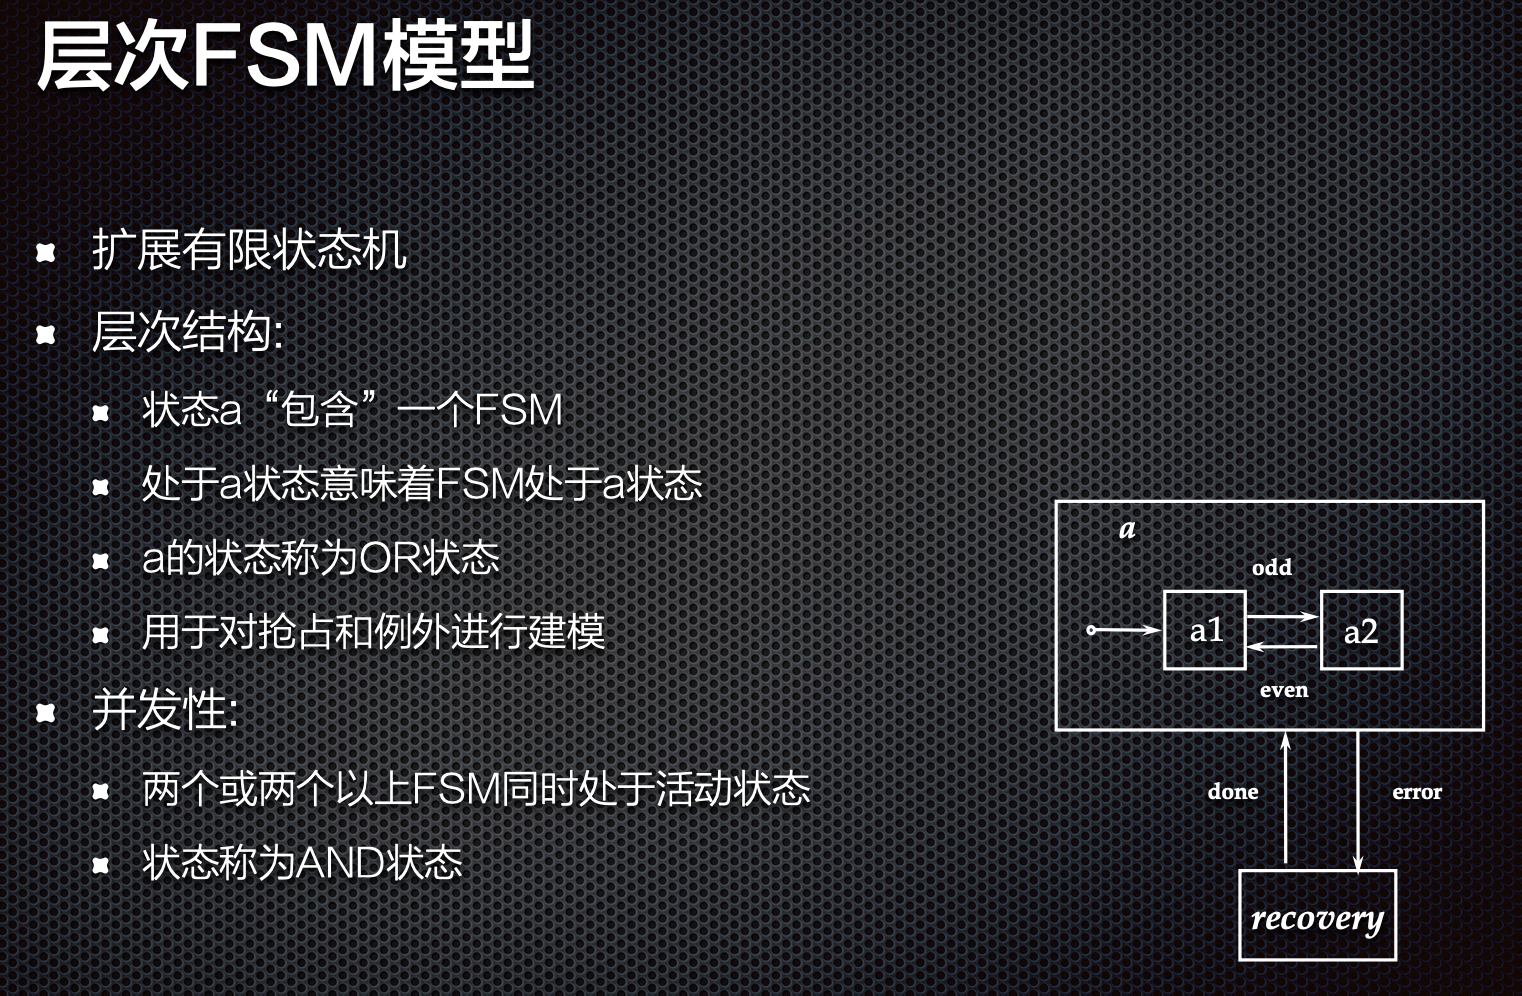 层次FSM模型
扩展有限状态机
层次结构:
状态a“包含”一个FSM
处于a状态意味着FSM处于a状态
a的状态称为OR状态
用于对抢占和例外进行建模
并发性:
两个或两个以上FSM同时处于活动状态
状态称为AND状态
a
odd
a1
a2
even
done
error
recovery